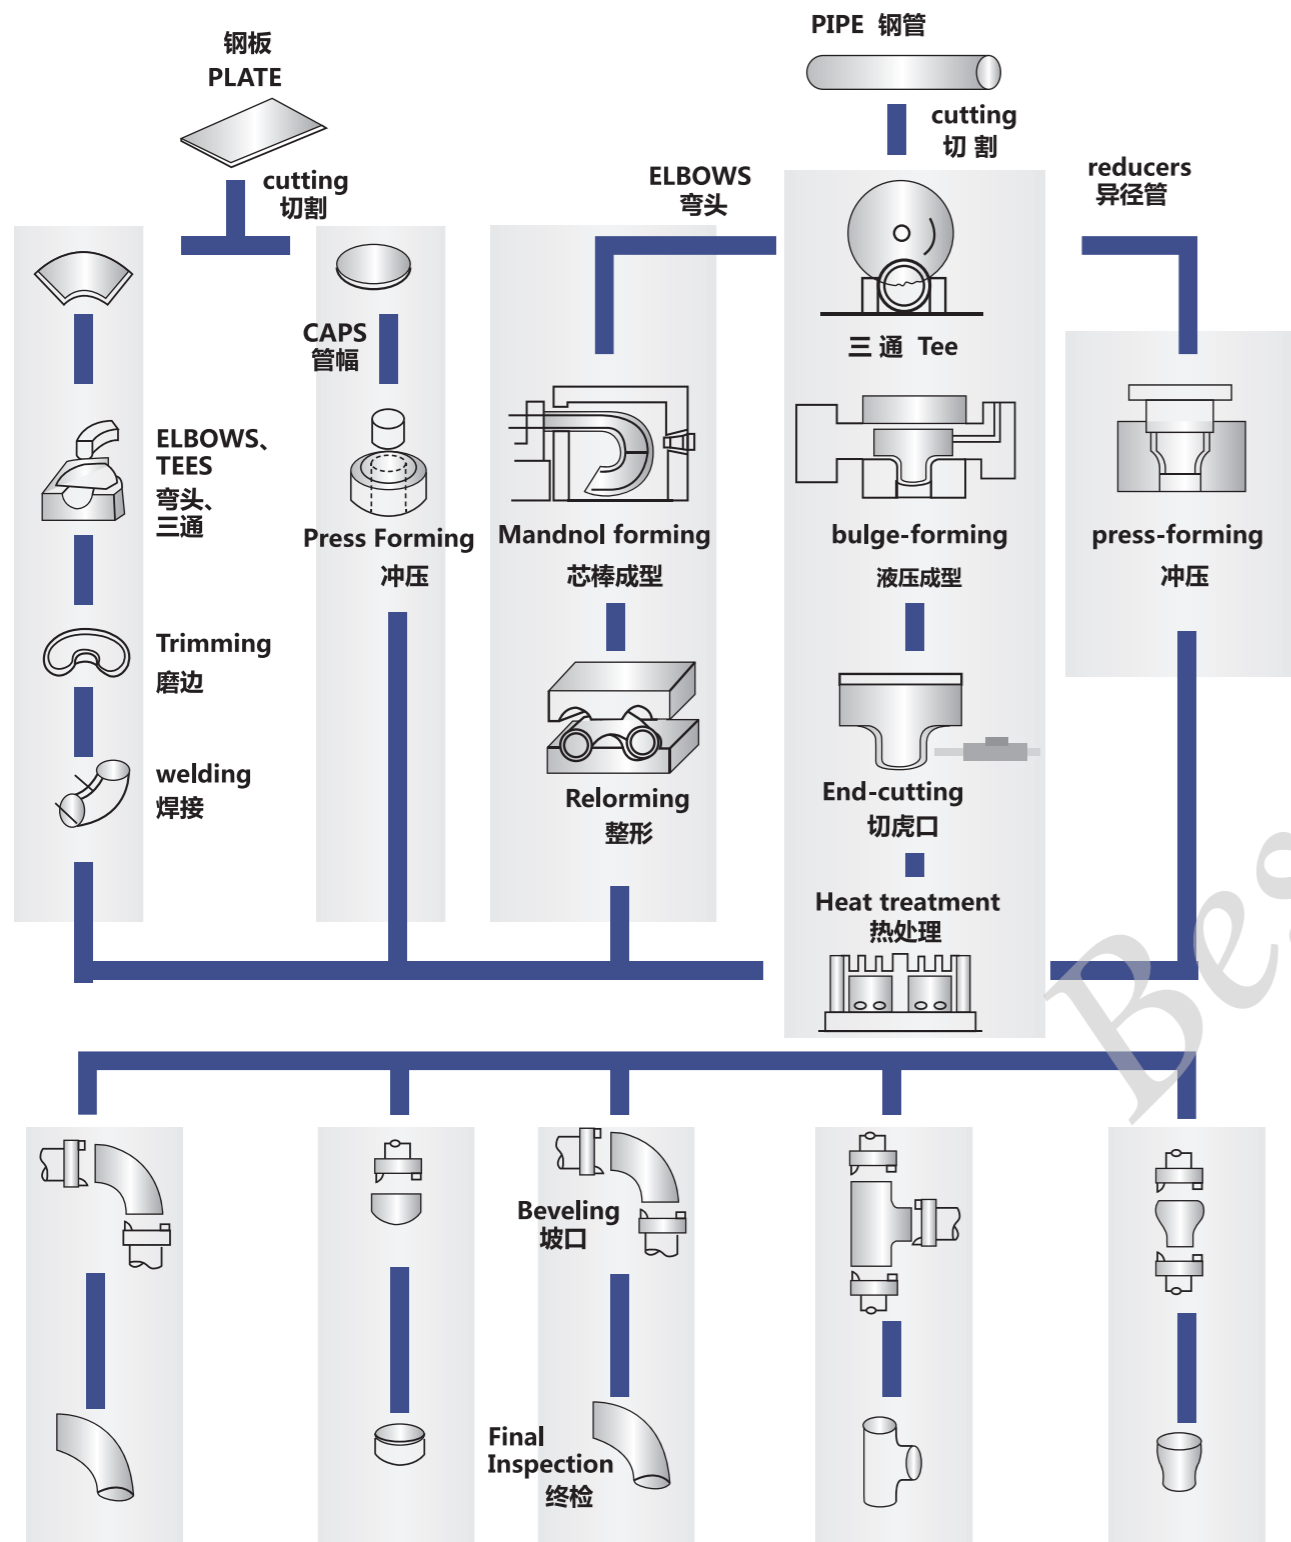 钢板
PLATE
cutting
切割
PIPE 钢管
cutting
切 割
ELBOWS
弯头
reducers
异径管
CAPS
管幅
三 通 Tee
ELBOWS、
TEES
弯头、
三通
Press Forming
冲压
Mandnol forming
芯棒成型
bulge-forming
液压成型
press-forming
冲压
Trimming
磨边
welding
焊接
Relorming
整形
End-cutting
切虎口
Heat treatment
热处理
Bes
Beveling
坡口
Final
Inspection
终检